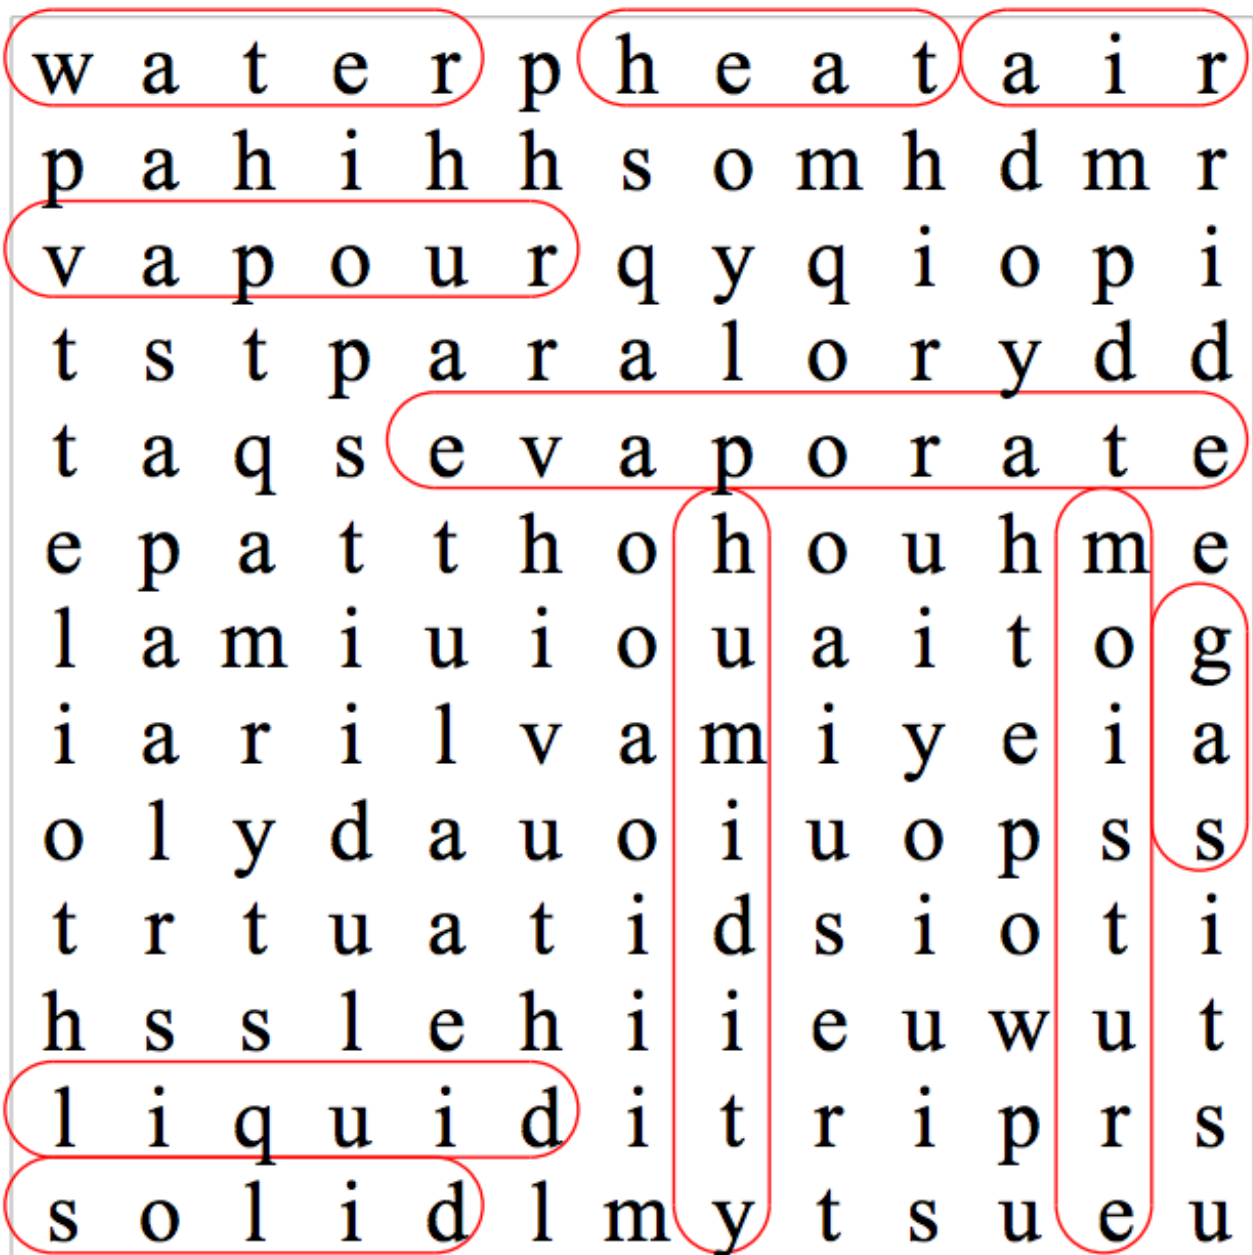 w a t e r p h e a t a i r
p a h i h h s o m h d m r
v a p o u r q y q i o p i
t s t p a r a l o r y d d
t a q s e v a p o r a t e
e p a t t h o h o u h m e
l a m i u i o u a i t o g
i a r i l v a m i y e i a
o l y d a u o i u o p s s
t r t u a t i d s i o t i
h s s l e h i i e u w u t
l i q u i d i t r i p r s
s o l i d l m y t s u e u